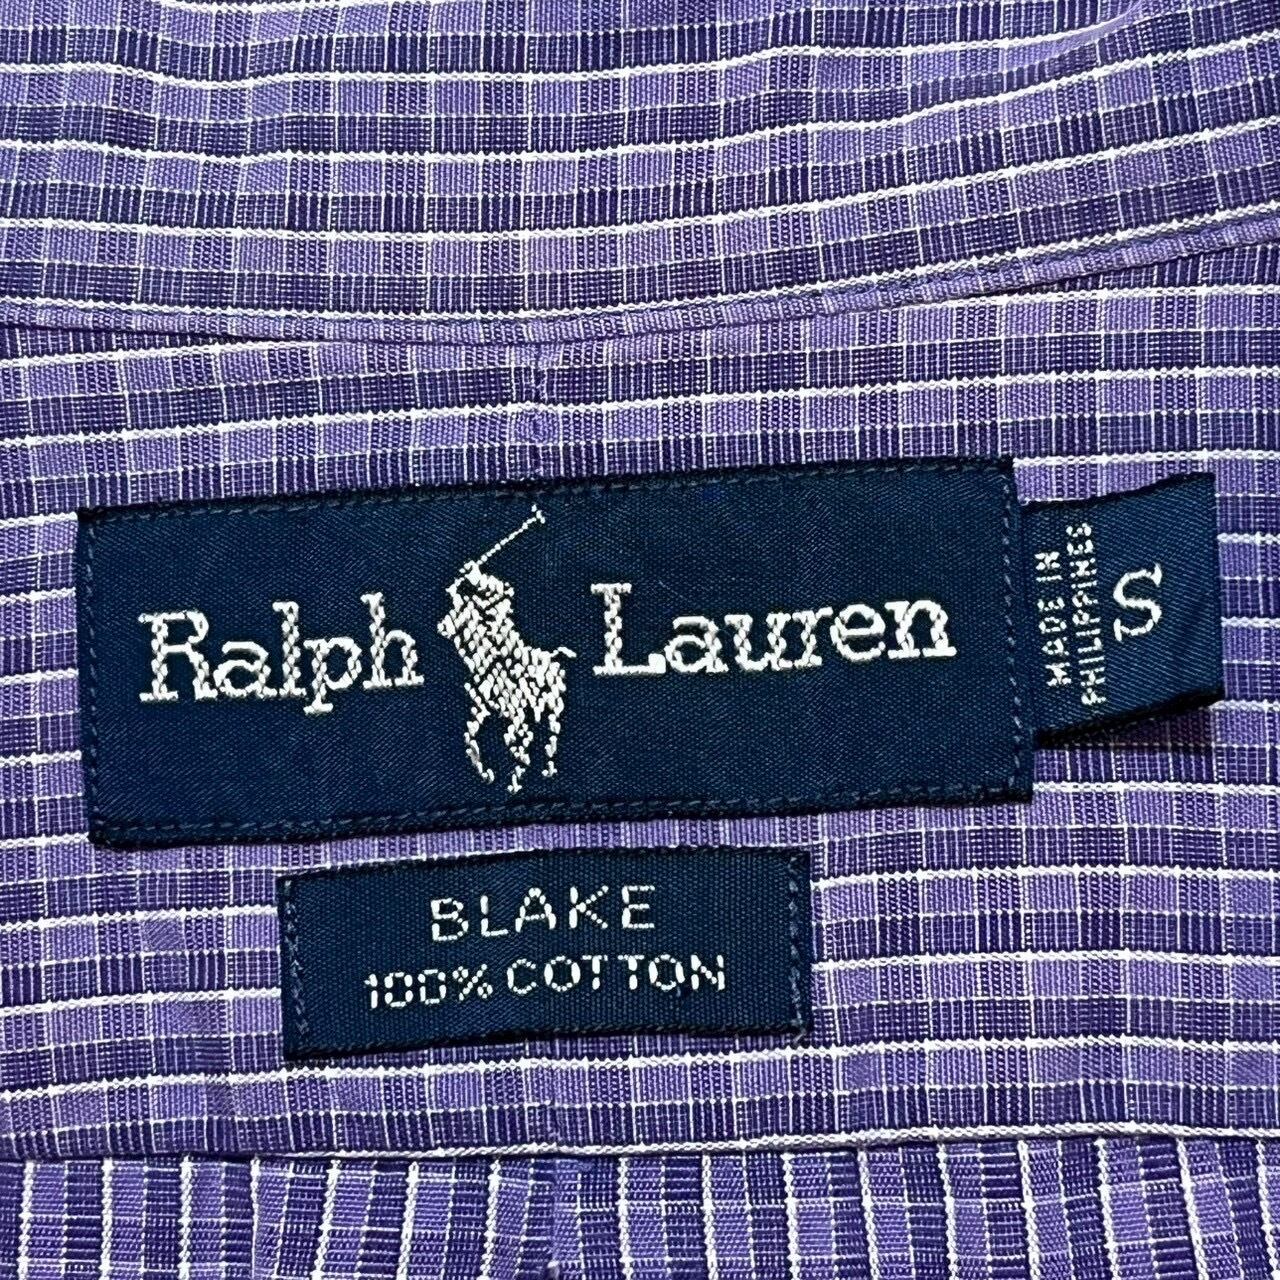 Ralph Lauren
MADE IN
PHILIPPINES
S
BLAKE
100% COTTON